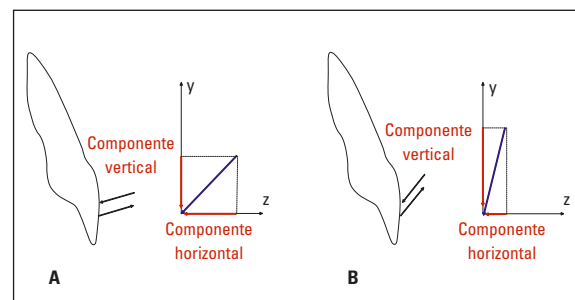 y
Componente
vertical
z
Componente
horizontal
A
y
Componente
vertical
z
Componente
horizontal
B